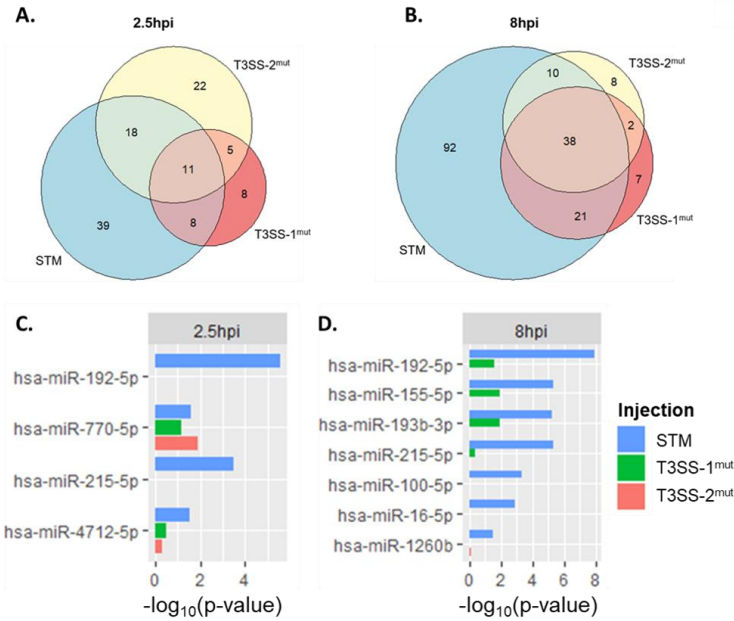 A.
2.5hpi
T3SS-2mut
22
18
5
11
8
39
8
T3SS-1mut
STM
B.
8hpi
T3SS-2mut
10
8
2
92
38
7
21
T3SS-1mut
STM
C.
2.5hpi
hsa-miR-192-5p
hsa-miR-770-5p
hsa-miR-215-5p
hsa-miR-4712-5p
0 2 4
-log10(p-value)
D.
8hpi
hsa-miR-192-5p
hsa-miR-155-5p
hsa-miR-193b-3p
hsa-miR-215-5p
hsa-miR-100-5p
hsa-miR-16-5p
hsa-miR-1260b
0 2 4 6 8
-log10(p-value)
Injection
STM
T3SS-1mut
T3SS-2mut